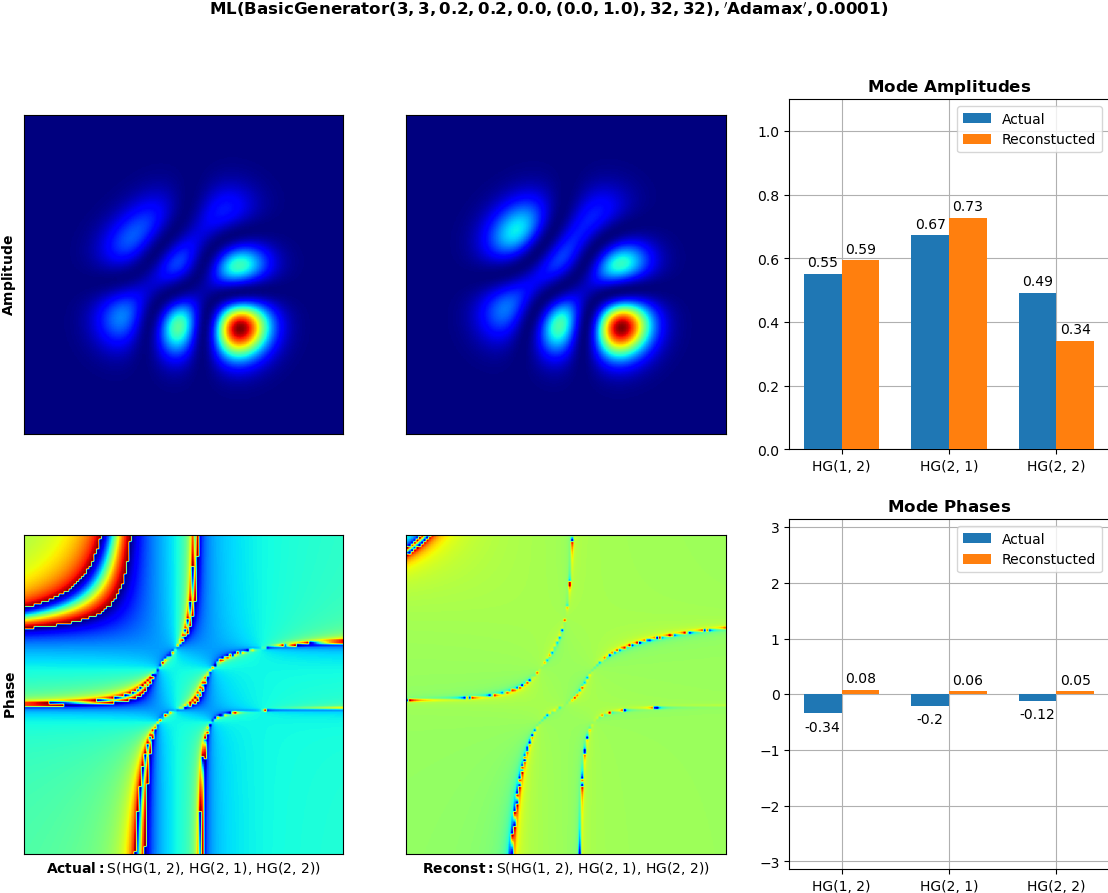 ML(BasicGenerator(3, 3, 0.2, 0.2, 0.0, (0.0, 1.0), 32, 32), ′Adamax′, 0.0001)
Amplitude
Mode Amplitudes
Actual
Reconstucted
1.0
0.8
0.6
0.4
0.2
0.0
0.55
0.59
0.67
0.73
0.49
0.34
HG(1, 2)
HG(2, 1)
HG(2, 2)
Phase
Actual: S(HG(1, 2), HG(2, 1), HG(2, 2))
Reconst: S(HG(1, 2), HG(2, 1), HG(2, 2))
Mode Phases
Actual
Reconstucted
3
2
1
0
−1
−2
−3
-0.34
0.08
-0.2
0.06
-0.12
0.05
HG(1, 2)
HG(2, 1)
HG(2, 2)